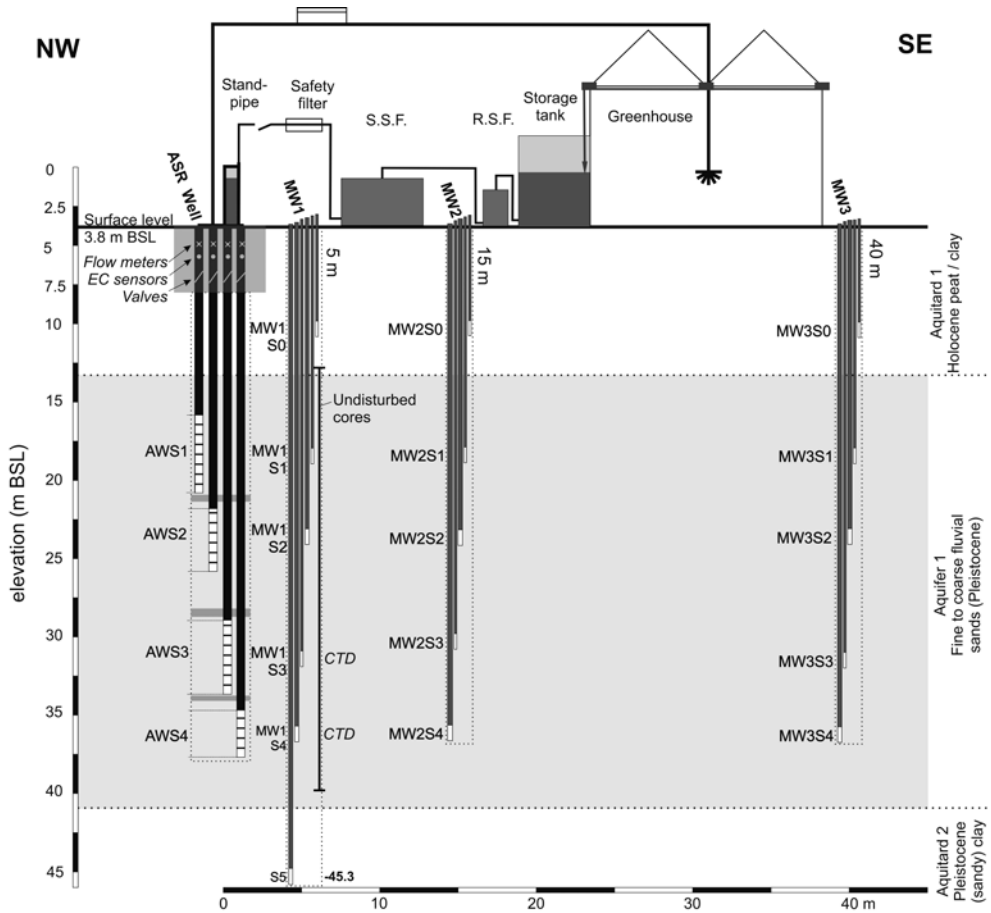 NW
SE
Stand-
pipe
Safety
filter
S.S.F.
R.S.F.
Storage
tank
Greenhouse
ASR Well
MW1
MW2
MW3
0
2.5
5
7.5
10
15
20
25
30
35
40
45
elevation (m BSL)
Surface level
3.8 m BSL
Flow meters
EC sensors
Valves
5 m
15 m
40 m
MW1
S0
MW2S0
MW3S0
Undisturbed
cores
AWS1
MW1
S1
MW2S1
MW3S1
AWS2
MW1
S2
MW2S2
MW3S2
AWS3
MW1
S3
CTD
MW2S3
MW3S3
AWS4
MW1
S4
CTD
MW2S4
MW3S4
S5
-45.3
Aquitard 1
Holocene peat / clay
Aquifer 1
Fine to coarse fluvial
sands (Pleistocene)
Aquitard 2
Pleistocene
(sandy) clay
0
10
20
30
40 m